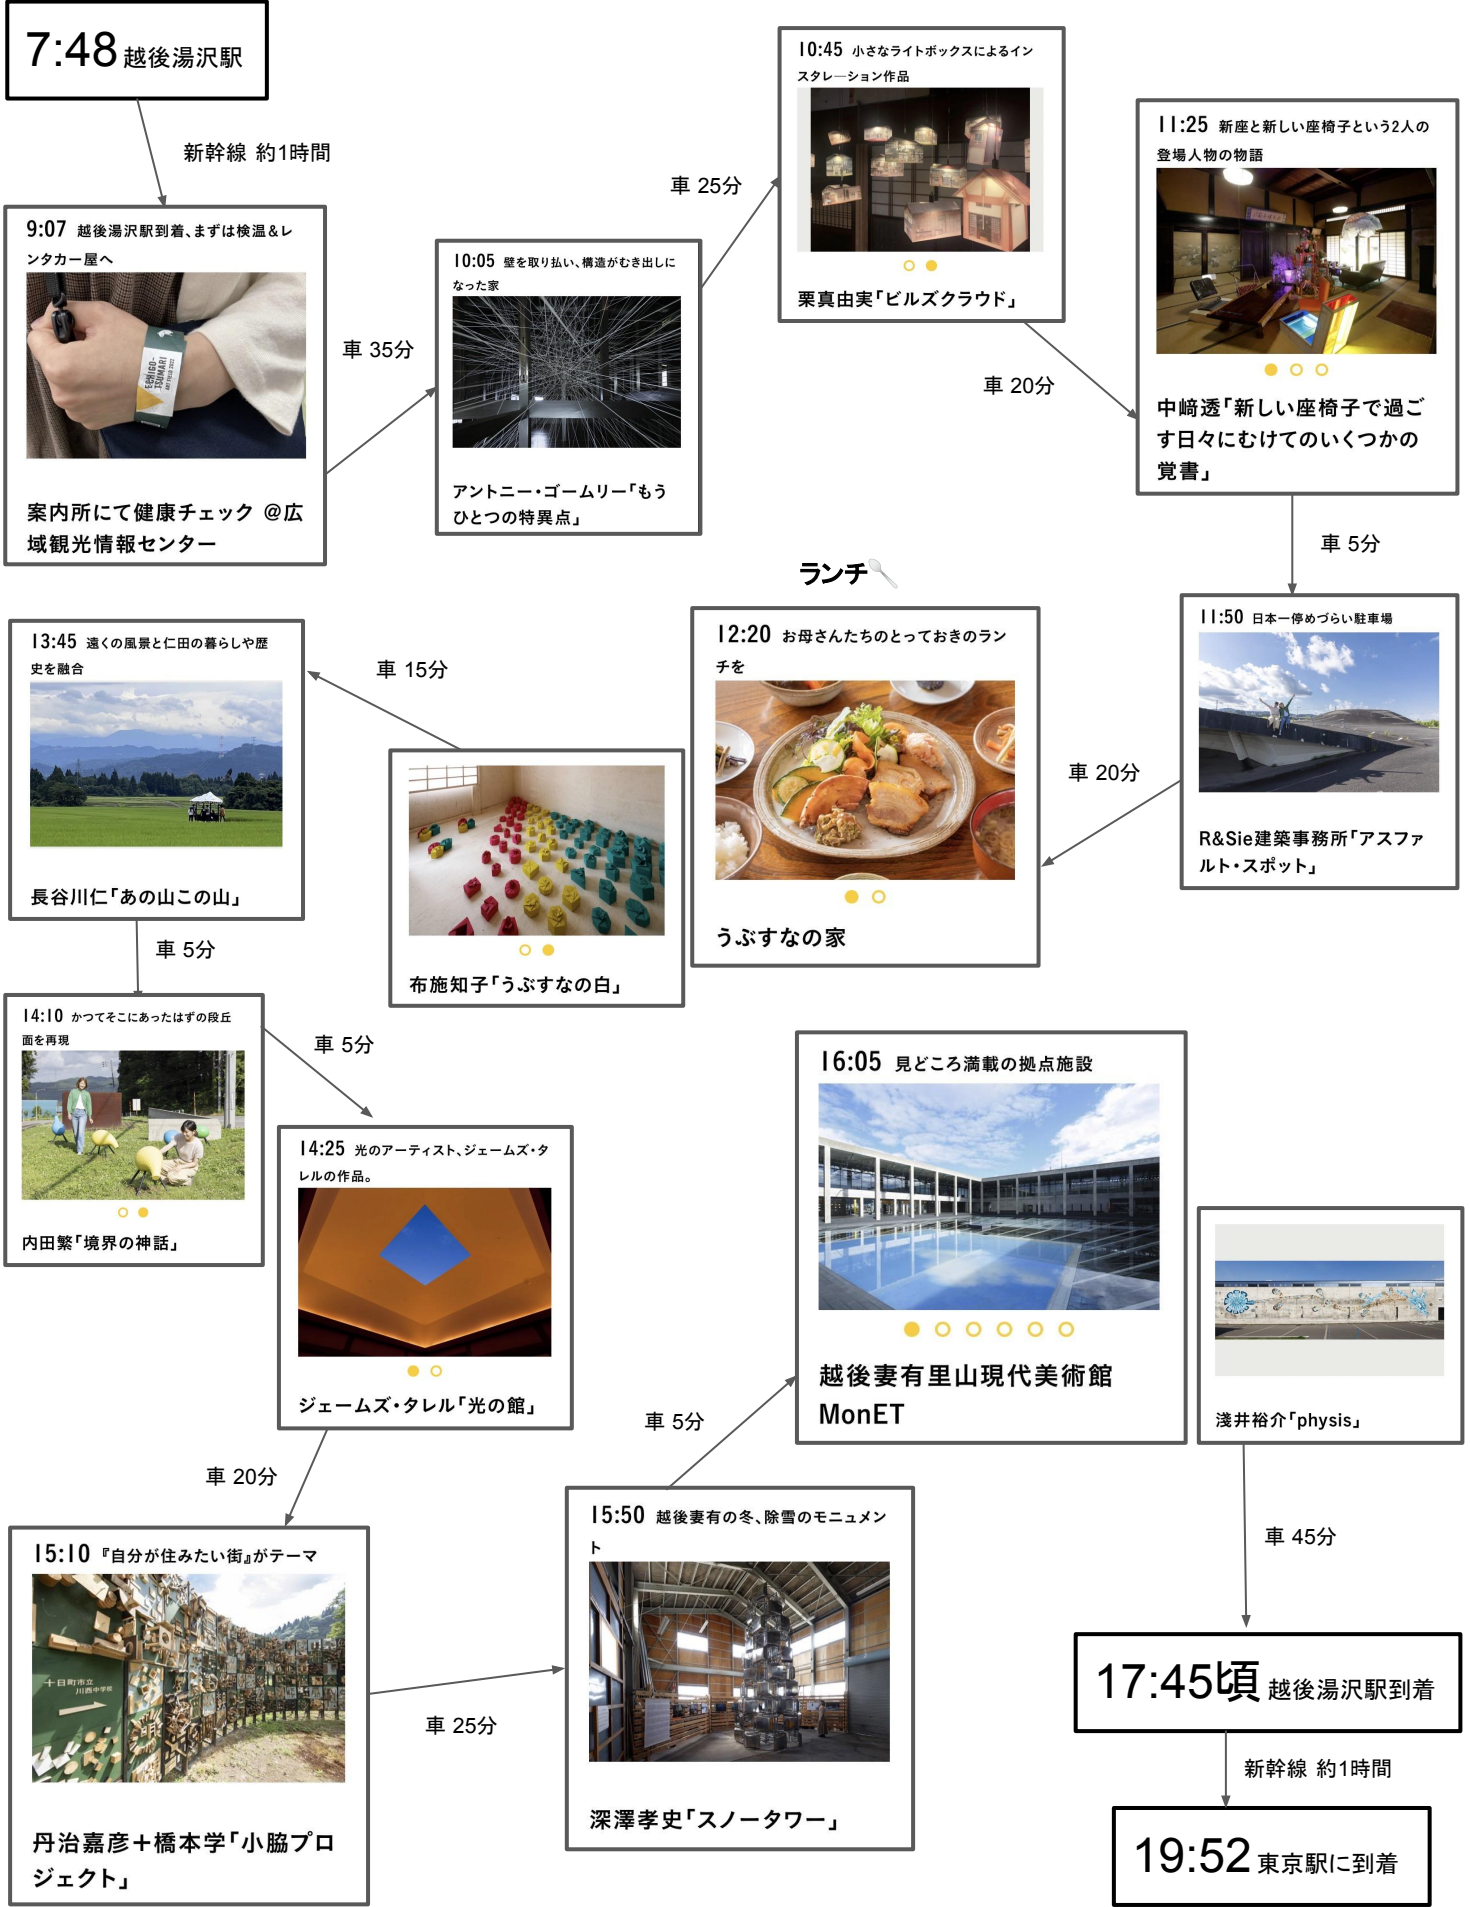 7:48 越後湯沢駅
新幹線 約1時間
9:07 越後湯沢駅到着、まずは検温&レ
ンタカー屋へ
ECHIGO-
TSUMARI
ART FIELD 2022
案内所にて健康チェック @広
域観光情報センター
車 35分
10:05 壁を取り払い、構造がむき出しに
なった家
アントニー・ゴームリー「もう
ひとつの特異点」
車 25分
10:45 小さなライトボックスによるイン
スタレーション作品
栗真由実「ビルズクラウド」
車 20分
11:25 新座と新しい座椅子という2人の
登場人物の物語
中﨑透「新しい座椅子で過ご
す日々にむけてのいくつかの
覚書」
車 5分
11:50 日本一停めづらい駐車場
R&Sie建築事務所「アスファ
ルト・スポット」
車 20分
ランチ
12:20 お母さんたちのとっておきのラン
チを
うぶすなの家
布施知子「うぶすなの白」
車 15分
13:45 遠くの風景と仁田の暮らしや歴
史を融合
長谷川仁「あの山この山」
車 5分
14:10 かつてそこにあったはずの段丘
面を再現
内田繁「境界の神話」
車 5分
14:25 光のアーティスト、ジェームズ・タ
レルの作品。
ジェームズ・タレル「光の館」
車 20分
15:10 『自分が住みたい街』がテーマ
十日町市立
川西中学校
丹治嘉彦＋橋本学「小脇プロ
ジェクト」
車 25分
15:50 越後妻有の冬、除雪のモニュメン
ト
深澤孝史「スノータワー」
車 5分
16:05 見どころ満載の拠点施設
越後妻有里山現代美術館
MonET
淺井裕介「physis」
車 45分
17:45頃 越後湯沢駅到着
新幹線 約1時間
19:52 東京駅に到着